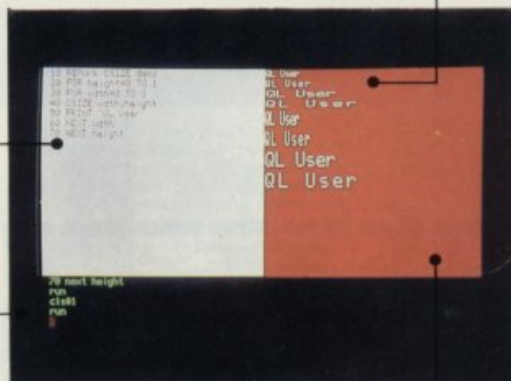 10 REMark CSIZE demo
20 FOR height=0 TO 1
30 FOR width=0 TO 3
40 CSIZE width,height
50 PRINT "QL User"
60 NEXT width
70 NEXT height
QL User
QL User
QL User
QL User
QL User
QL User
QL User
QL User
70 next height
run
cls#1
run